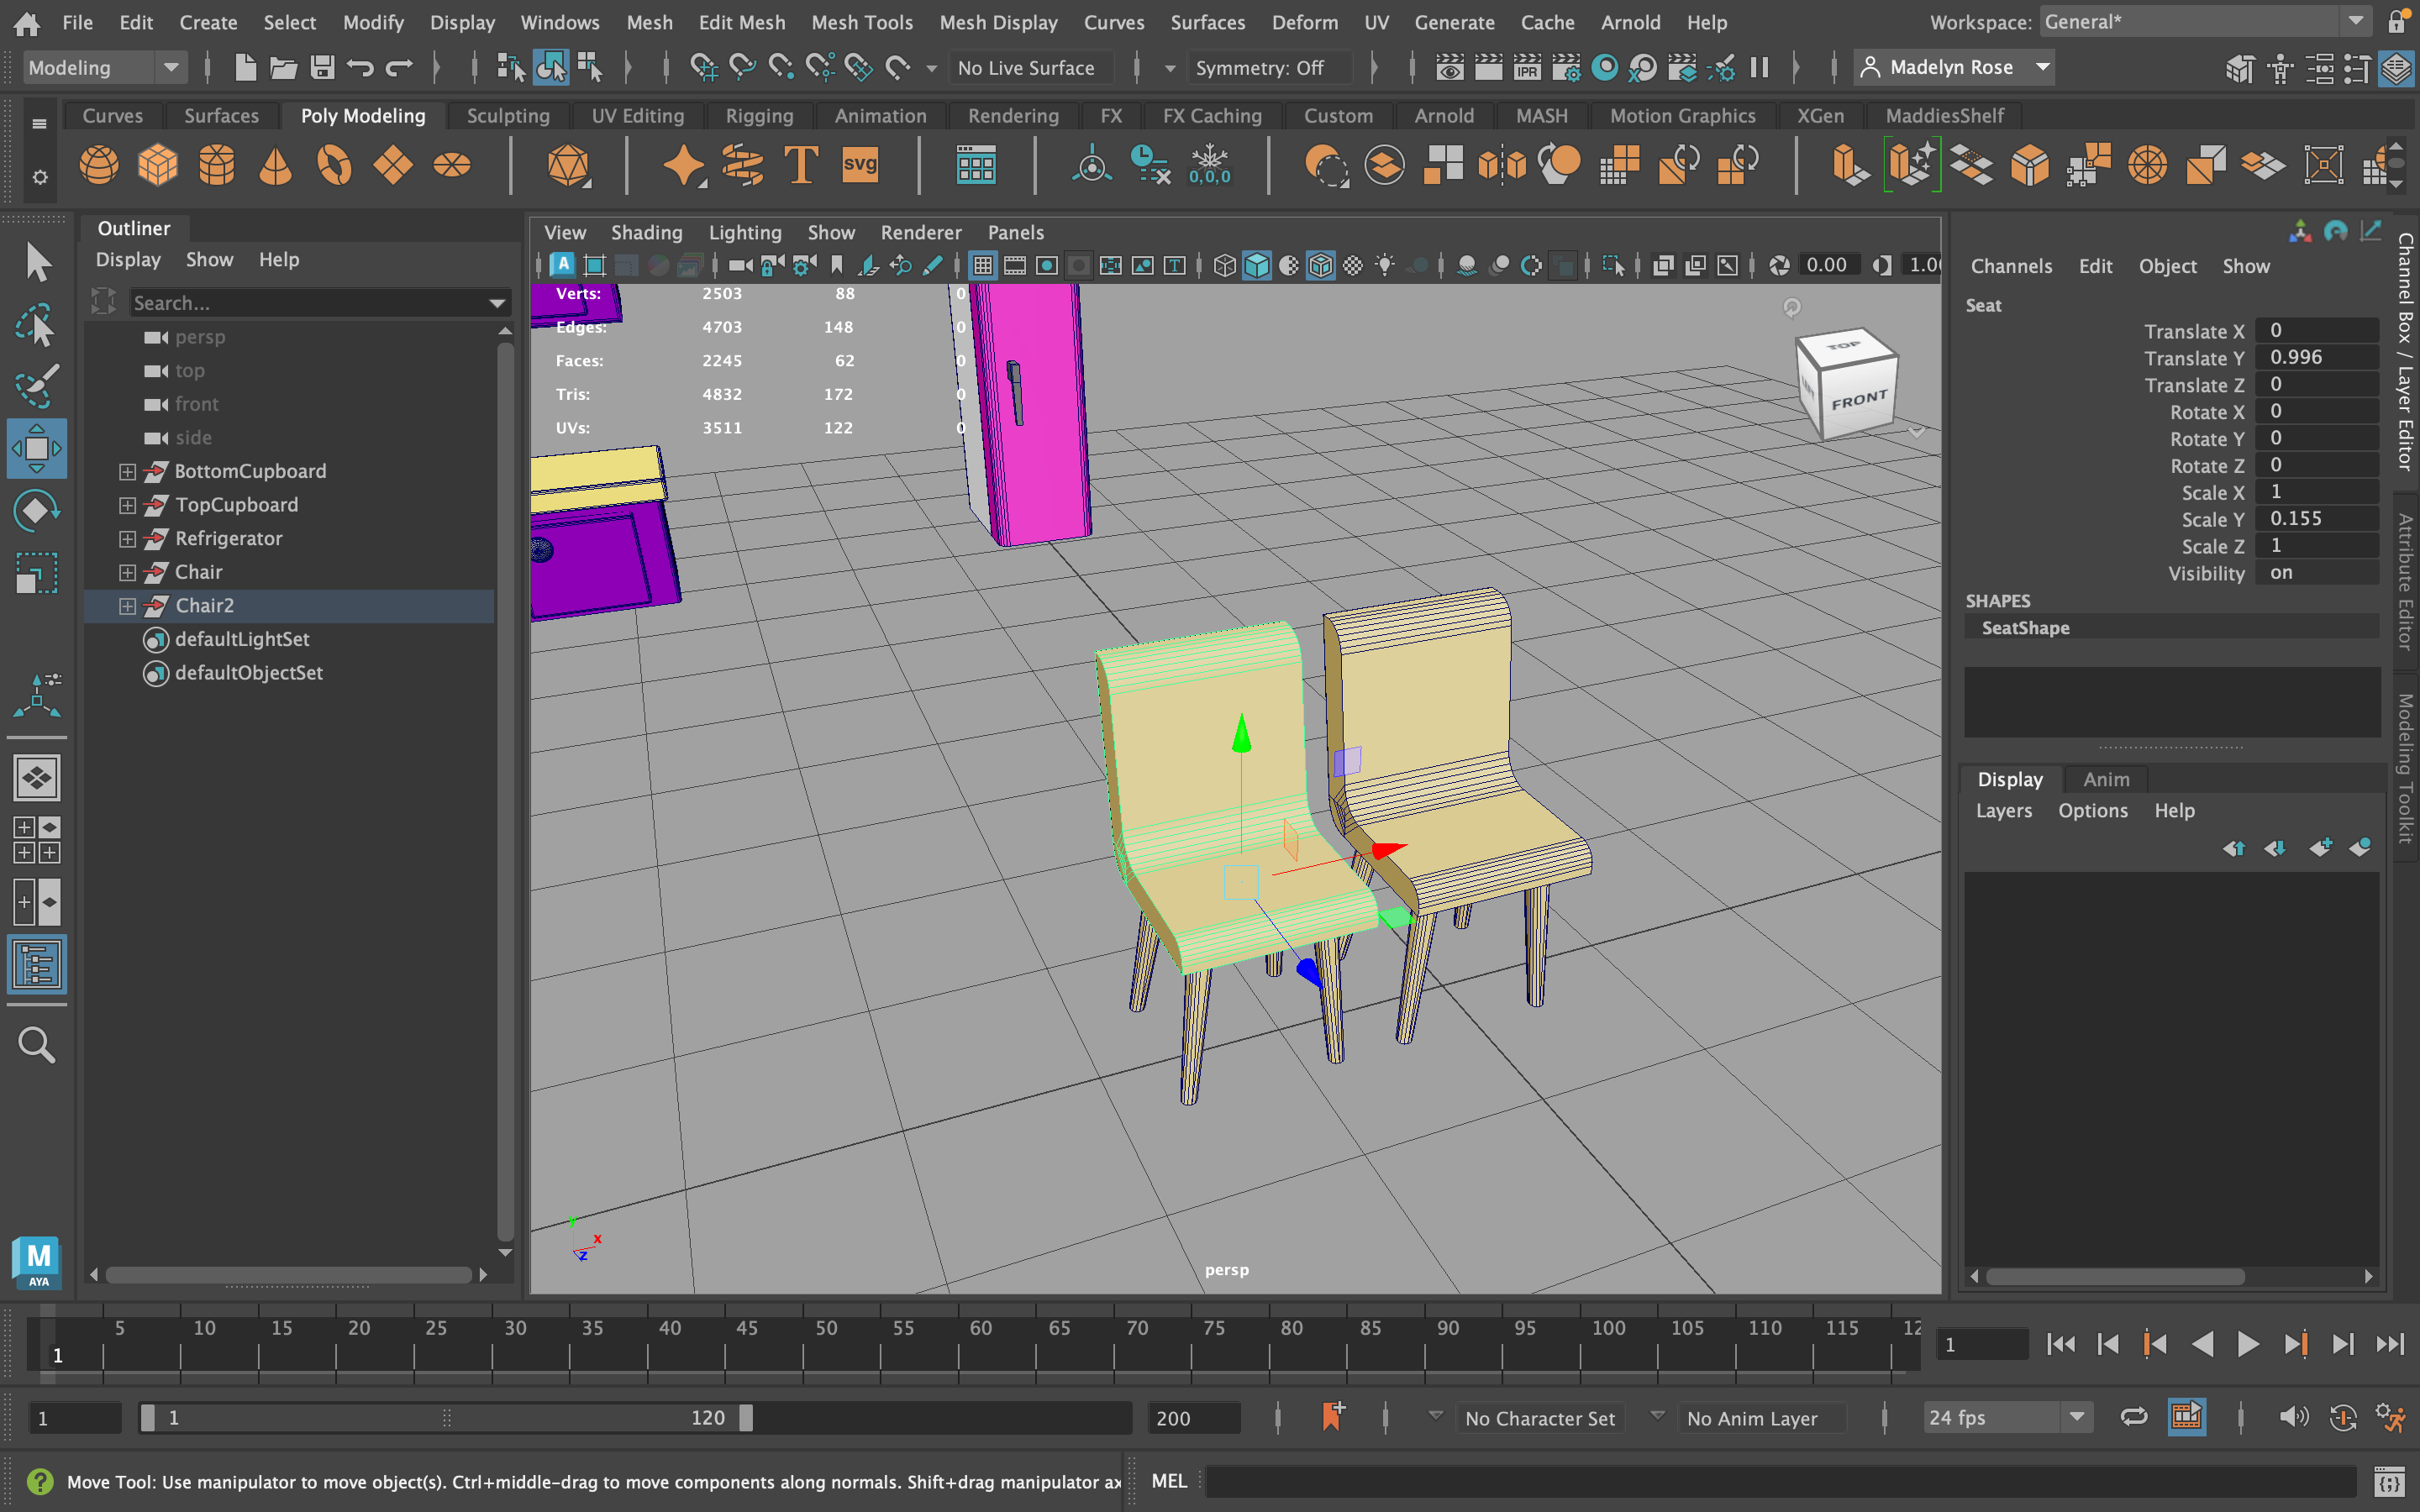 File Edit Create Select Modify Display Windows Mesh Edit Mesh Mesh Tools Mesh Display Curves Surfaces Deform UV Generate Cache Arnold Help Workspace: General*
Modeling No Live Surface Symmetry: Off IPR Madelyn Rose
Curves Surfaces Poly Modeling Sculpting UV Editing Rigging Animation Rendering FX FX Caching Custom Arnold MASH Motion Graphics XGen MaddiesShelf
T svg 0,0,0
Outliner
Display Show Help
Search...
persp
top
front
side
BottomCupboard
TopCupboard
Refrigerator
Chair
Chair2
defaultLightSet
defaultObjectSet
M
AYA
View Shading Lighting Show Renderer Panels
A T 0.00 1.0
Verts: 2503 88 0
Edges: 4703 148 0
Faces: 2245 62 0
Tris: 4832 172 0
UVs: 3511 122 0
TOP
FRONT
y
x
z
persp
Channels Edit Object Show
Seat
Translate X 0
Translate Y 0.996
Translate Z 0
Rotate X 0
Rotate Y 0
Rotate Z 0
Scale X 1
Scale Y 0.155
Scale Z 1
Visibility on
SHAPES
SeatShape
Display Anim
Layers Options Help
Channel Box / Layer Editor
Attribute Editor
Modeling Toolkit
5 10 15 20 25 30 35 40 45 50 55 60 65 70 75 80 85 90 95 100 105 110 115 12
1
1
1 1 120 200 No Character Set No Anim Layer 24 fps
Move Tool: Use manipulator to move object(s). Ctrl+middle-drag to move components along normals. Shift+drag manipulator ax MEL